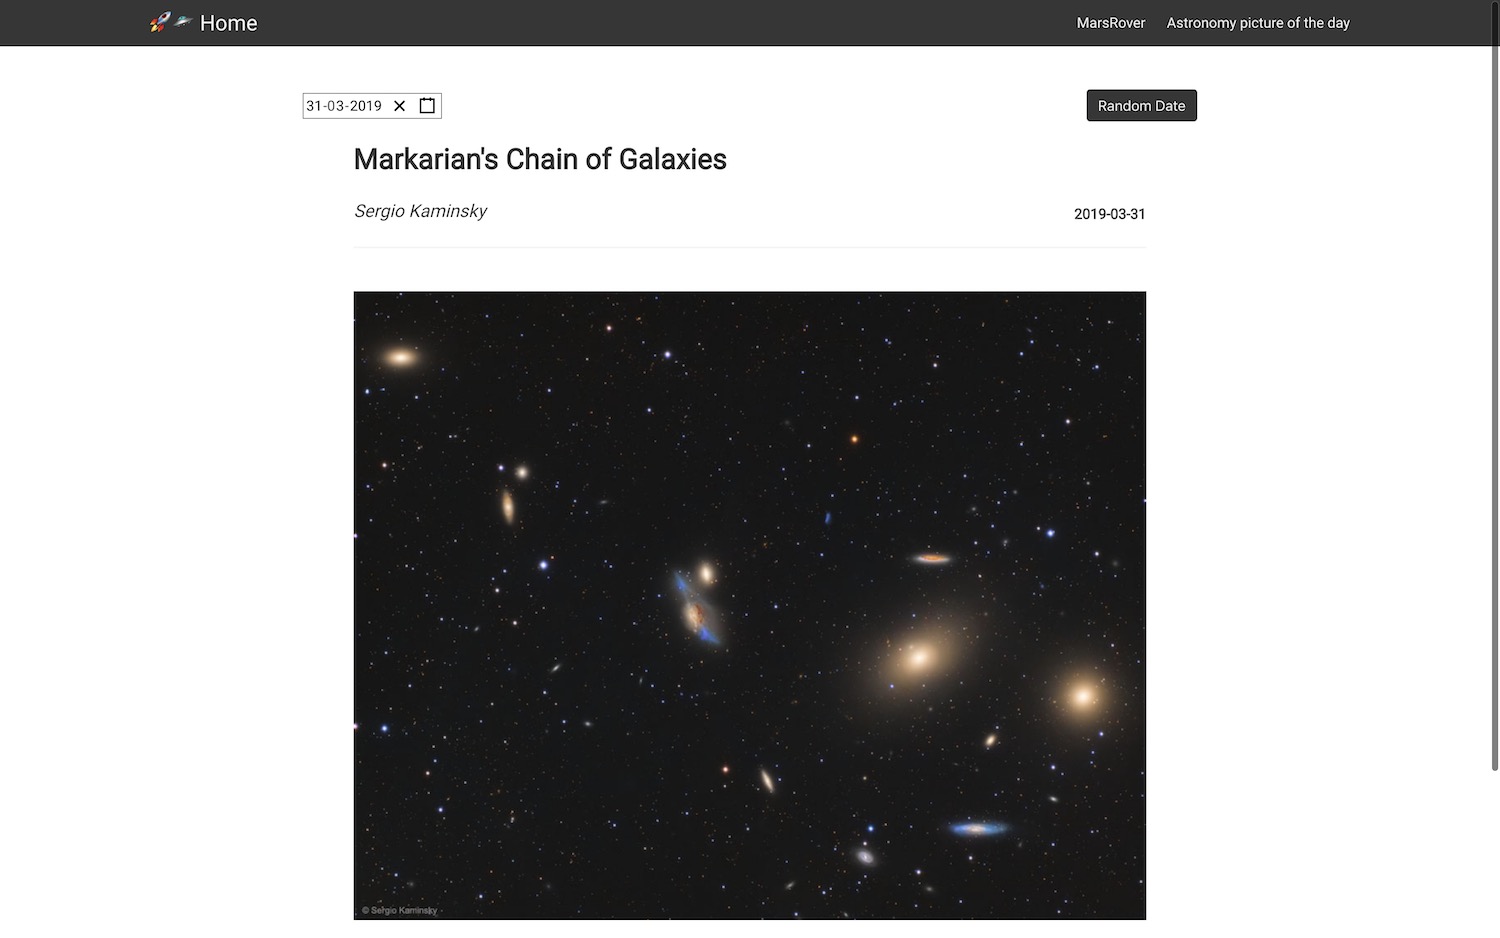 Home
MarsRover
Astronomy picture of the day
31-03-2019
Random Date
Markarian's Chain of Galaxies
Sergio Kaminsky
2019-03-31
© Sergio Kaminsky